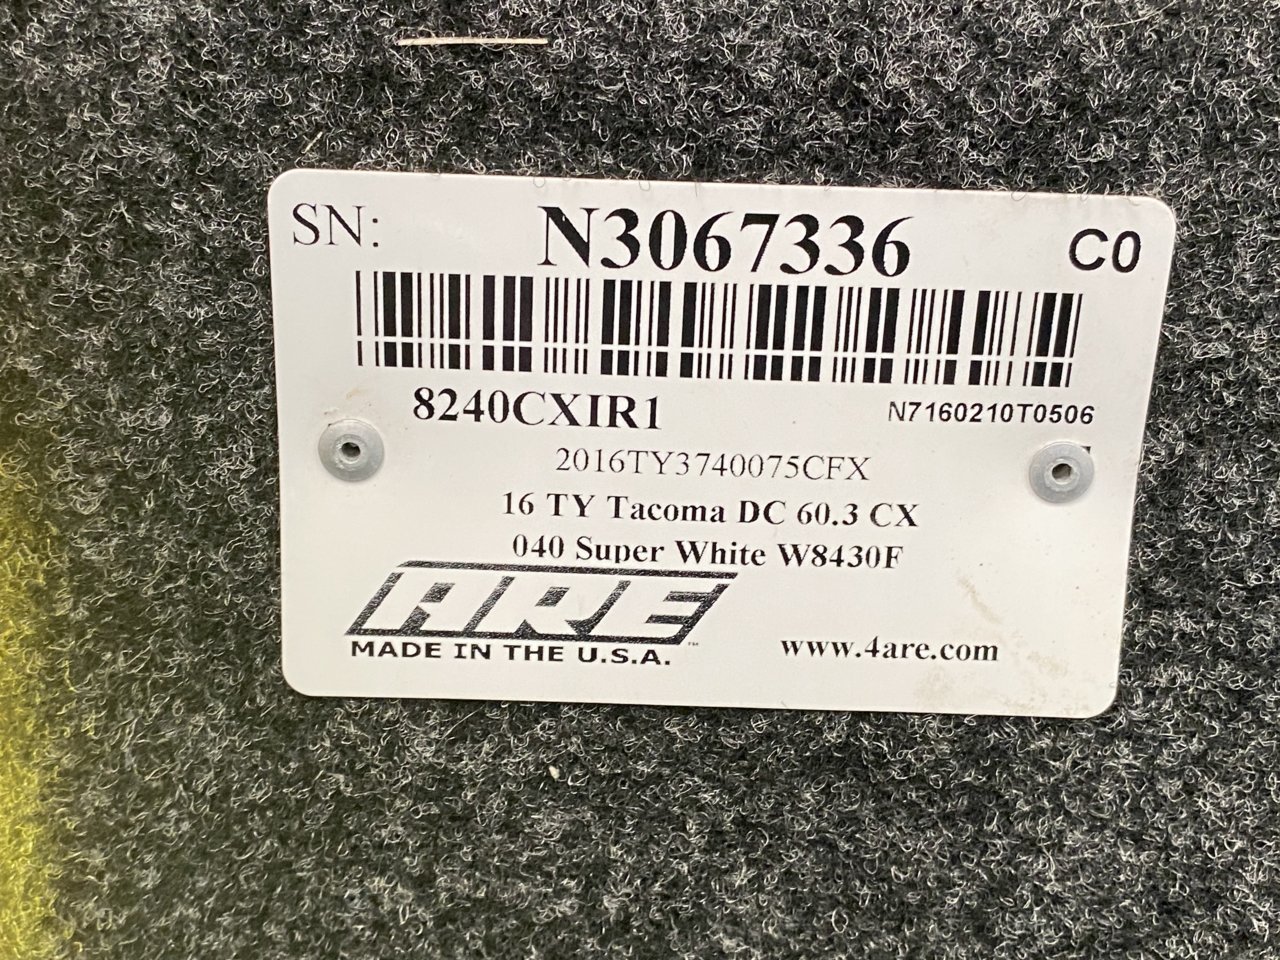 SN: N3067336 C0
8240CXIR1 N7160210T0506
2016TY3740075CFX
16 TY Tacoma DC 60.3 CX
040 Super White W8430F
ARE™
MADE IN THE U.S.A. www.4are.com